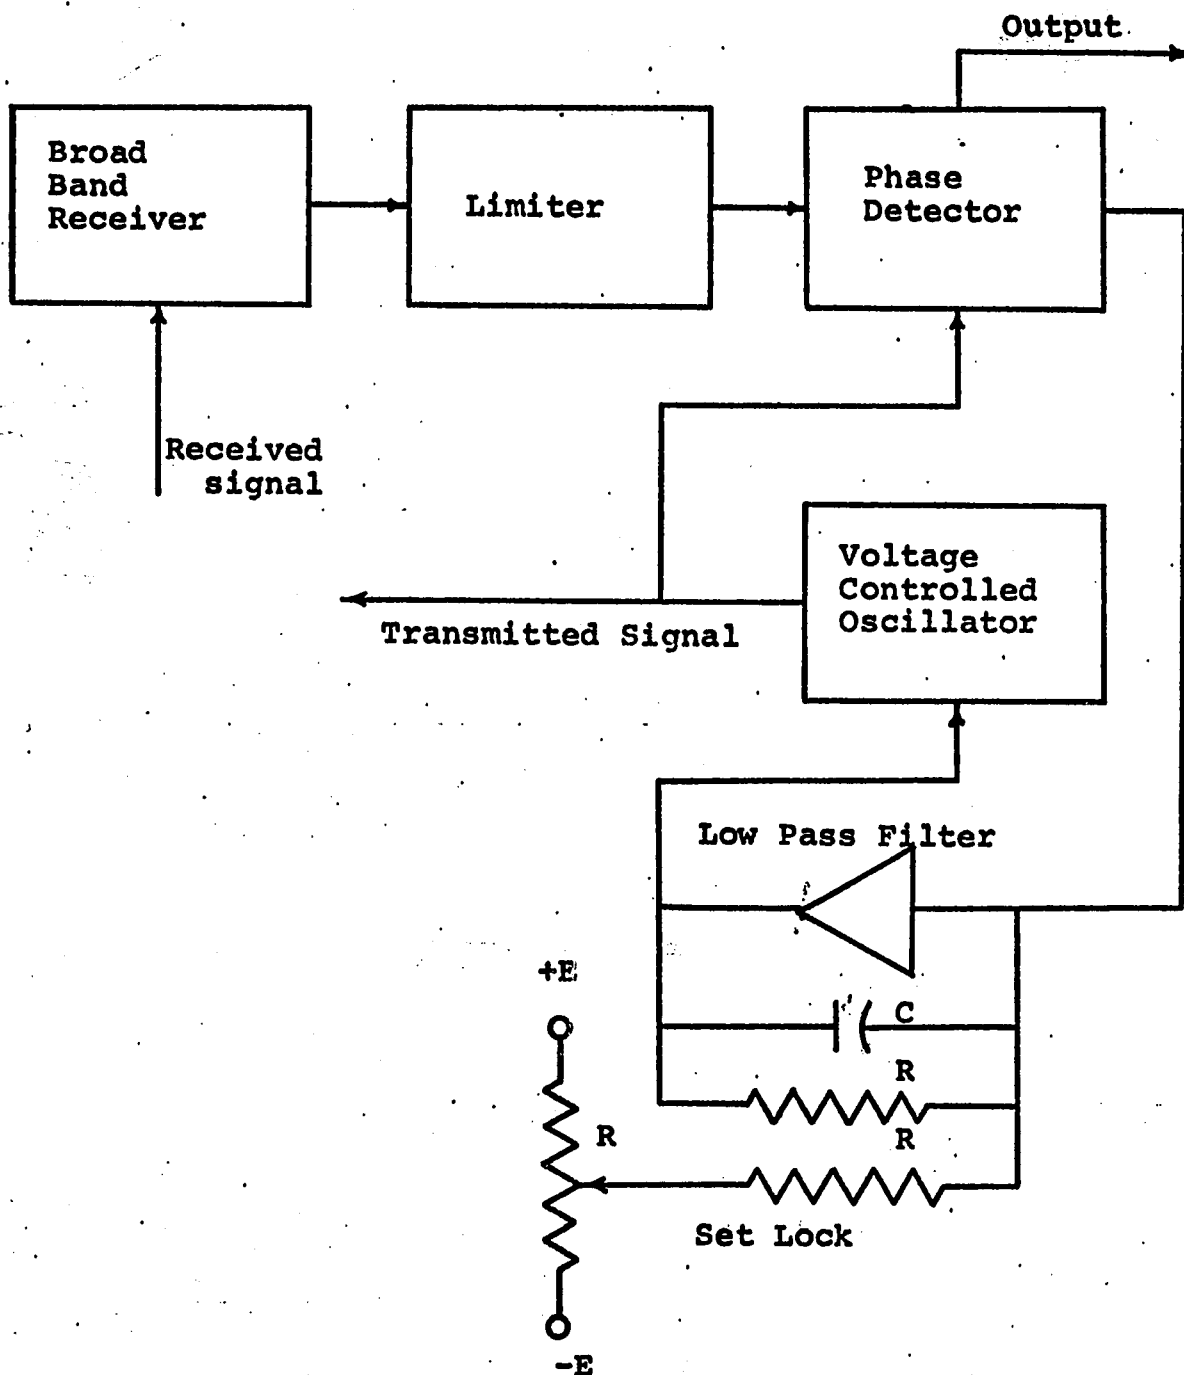 Output
Broad
Band
Receiver
Limiter
Phase
Detector
Received
signal
Voltage
Controlled
Oscillator
Transmitted Signal
Low Pass Filter
+E
C
R
R
R
Set Lock
-E